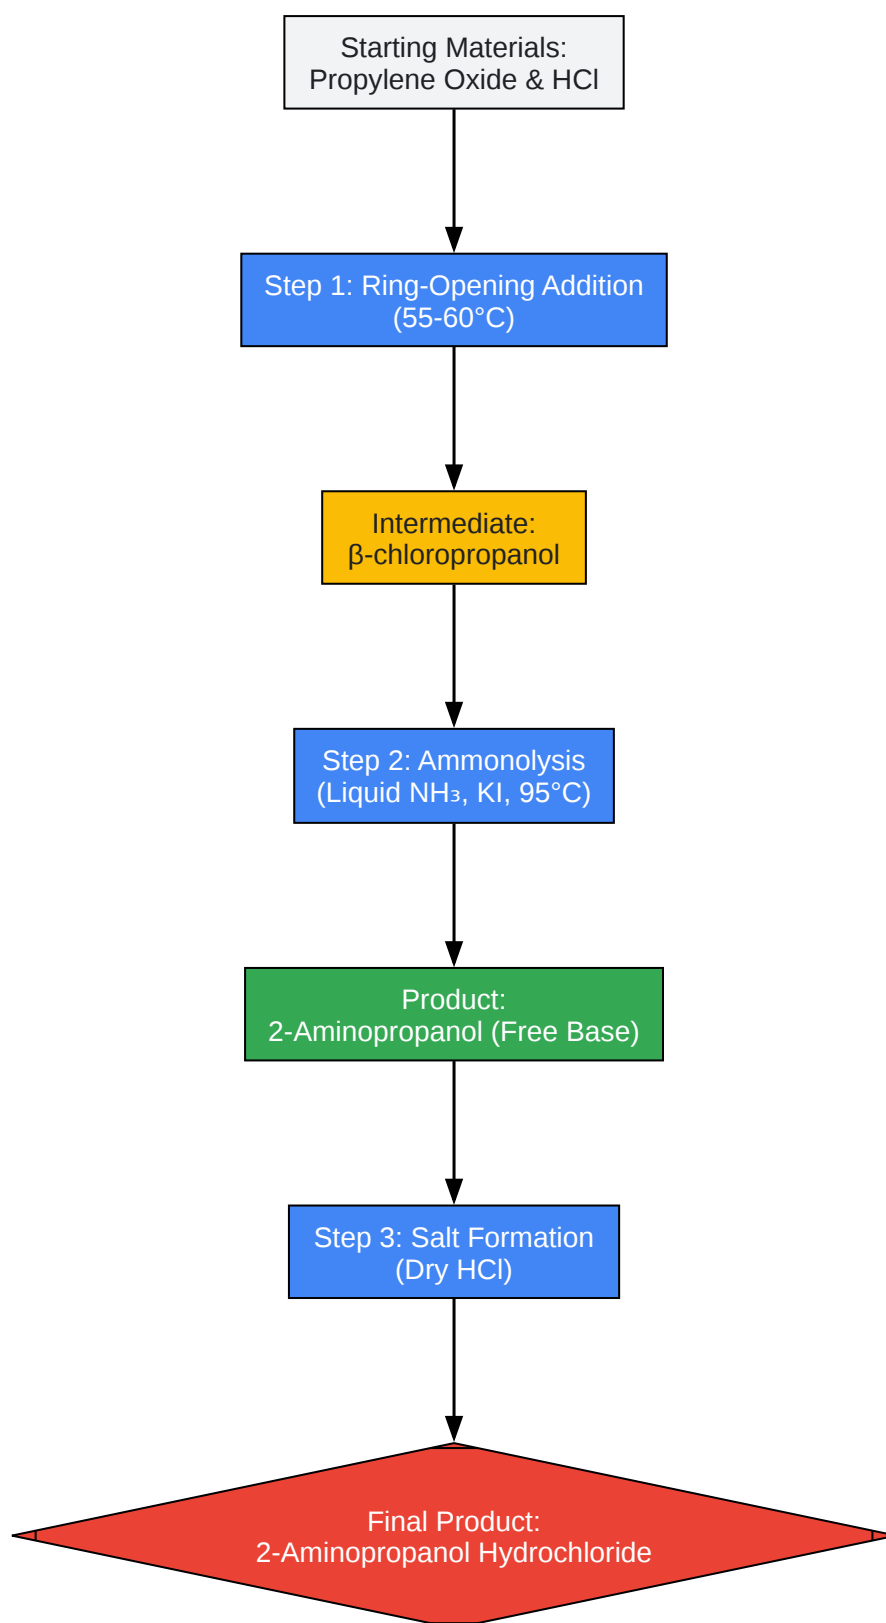 Starting Materials:
Propylene Oxide & HCl
Step 1: Ring-Opening Addition
(55-60°C)
Intermediate:
β-chloropropanol
Step 2: Ammonolysis
(Liquid NH₃, KI, 95°C)
Product:
2-Aminopropanol (Free Base)
Step 3: Salt Formation
(Dry HCl)
Final Product:
2-Aminopropanol Hydrochloride